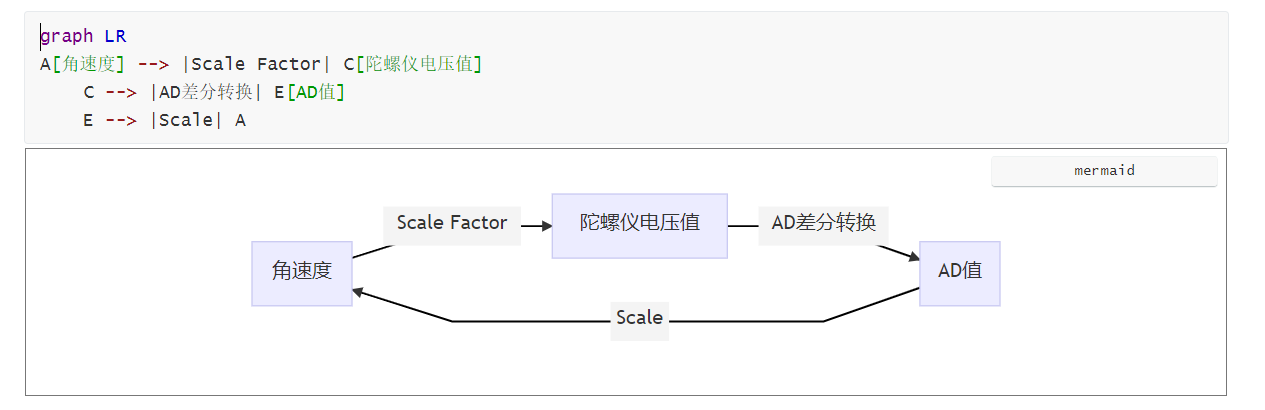 graph LR
A[角速度] --> |Scale Factor| C[陀螺仪电压值]
C --> |AD差分转换| E[AD值]
E --> |Scale| A
mermaid
Scale Factor
陀螺仪电压值
AD差分转换
角速度
AD值
Scale